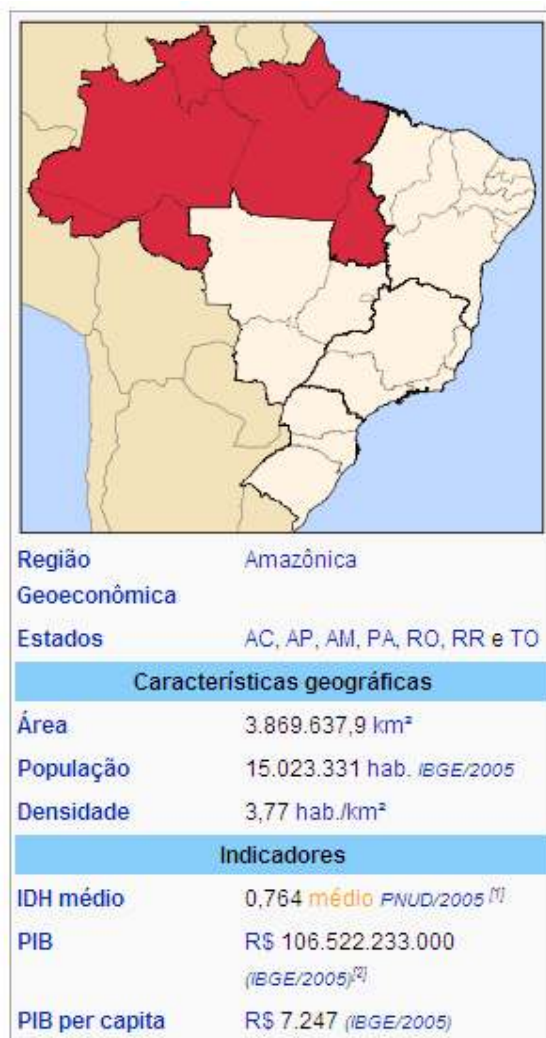 Região Amazônica
Geoeconômica
Estados AC, AP, AM, PA, RO, RR e TO
Características geográficas
Área 3.869.637,9 km²
População 15.023.331 hab. IBGE/2005
Densidade 3,77 hab./km²
Indicadores
IDH médio 0,764 médio PNUD/2005 [1]
PIB R$ 106.522.233.000
(IBGE/2005)[2]
PIB per capita R$ 7.247 (IBGE/2005)